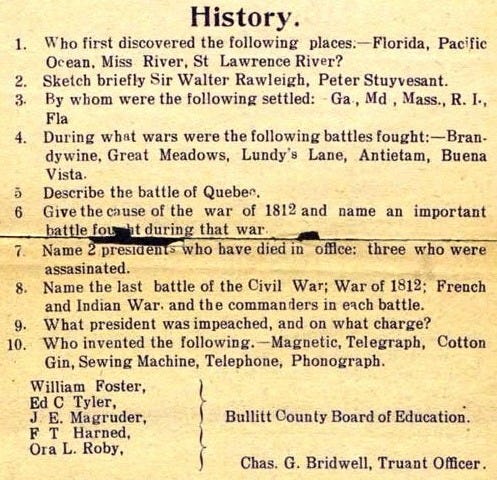 History.
1. Who first discovered the following places.—Florida, Pacific
Ocean, Miss River, St Lawrence River?
2. Sketch briefly Sir Walter Rawleigh, Peter Stuyvesant.
3. By whom were the following settled: Ga., Md, Mass., R. I.,
Fla
4. During what wars were the following battles fought:—Bran-
dywine, Great Meadows, Lundy's Lane, Antietam, Buena
Vista.
5 Describe the battle of Quebec.
6 Give the cause of the war of 1812 and name an important
battle fought during that war.
7. Name 2 presidents who have died in office: three who were
assasinated.
8. Name the last battle of the Civil War; War of 1812; French
and Indian War. and the commanders in each battle.
9. What president was impeached, and on what charge?
10. Who invented the following.—Magnetic, Telegraph, Cotton
Gin, Sewing Machine, Telephone, Phonograph.
William Foster,
Ed C Tyler,
J E. Magruder,
F T Harned,
Ora L. Roby,
Bullitt County Board of Education.
Chas. G. Bridwell, Truant Officer.